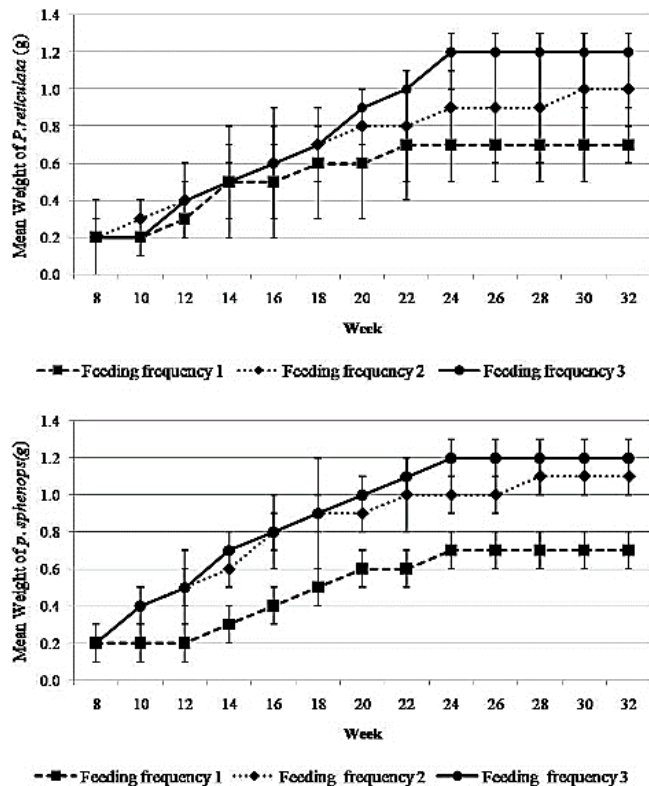 Mean Weight of P.reticulata (g)
1.4
1.2
1.0
0.8
0.6
0.4
0.2
0.0
8 10 12 14 16 18 20 22 24 26 28 30 32
Week
Feeding frequency 1 Feeding frequency 2 Feeding frequency 3
Mean Weight of p. sphenops(g)
1.4
1.2
1.0
0.8
0.6
0.4
0.2
0.0
8 10 12 14 16 18 20 22 24 26 28 30 32
Week
Feeding frequency 1 Feeding frequency 2 Feeding frequency 3